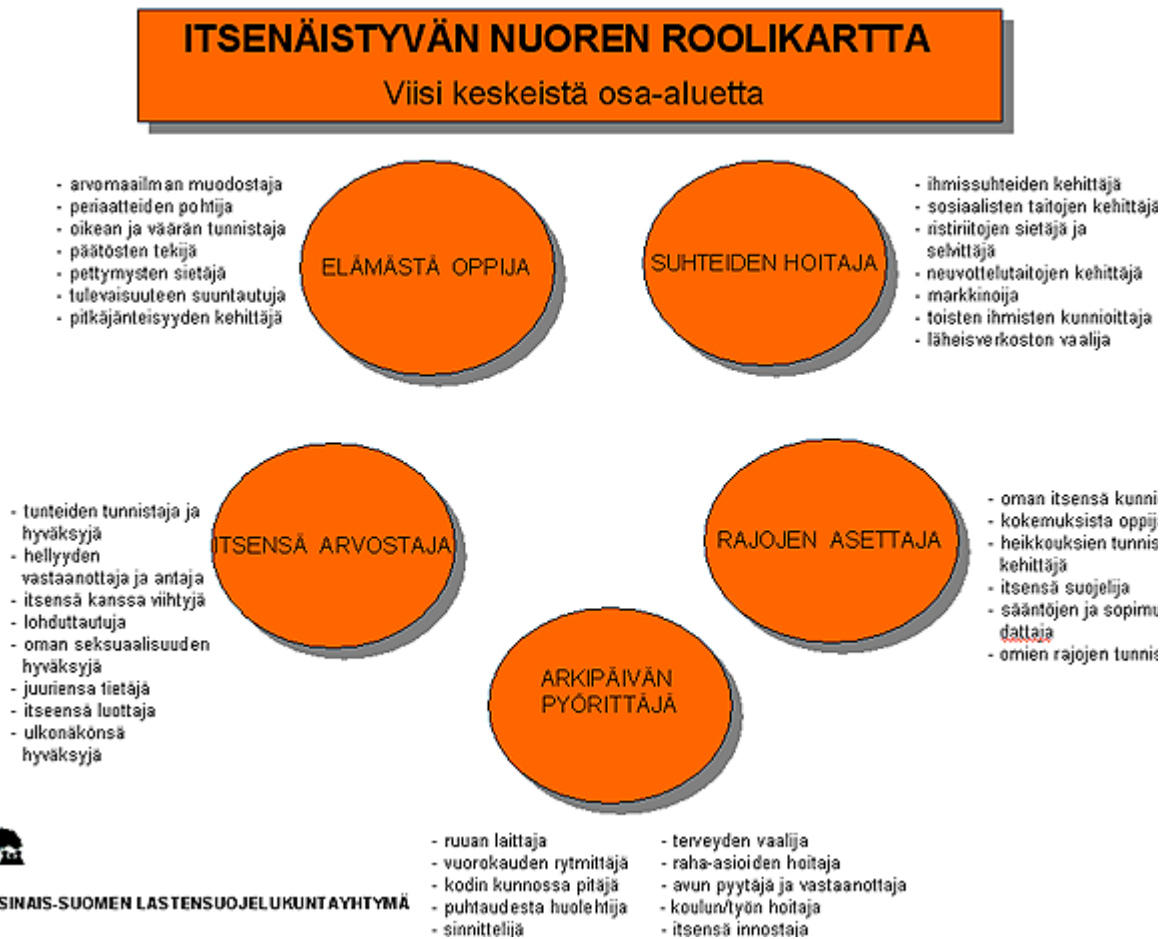 ITSENÄISTYVÄN NUOREN ROOLIKARTTA
Viisi keskeistä osa-aluetta
- arvomaailman muodostaja
- periaatteiden pohtija
- oikean ja väärän tunnistaja
- päätösten tekijä
- pettymysten sietäjä
- tulevaisuuteen suuntautuja
- pitkäjänteisyyden kehittäjä
ELÄMÄSTÄ OPPIJA
SUHTEIDEN HOITAJA
- ihmissuhteiden kehittäjä
- sosiaalisten taitojen kehittäjä
- ristiriitojen sietäjä ja
selvittäjä
- neuvottelutaitojen kehittäjä
- markkinoija
- toisten ihmisten kunnioittaja
- läheisverkoston vaalija
- tunteiden tunnistaja ja
hyväksyjä
- hellyyden
vastaanottaja ja antaja
- itsensä kanssa viihtyjä
- lohduttautuja
- oman seksuaalisuuden
hyväksyjä
- juuriensa tietäjä
- itseensä luottaja
- ulkonäkönsä
hyväksyjä
ITSENSÄ ARVOSTAJA
RAJOJEN ASETTAJA
- oman itsensä kunni
- kokemuksista oppija
- heikkouksien tunnis
kehittäjä
- itsensä suojelija
- sääntöjen ja sopimu
dattaja
- omien rajojen tunnis
ARKIPÄIVÄN
PYÖRITTÄJÄ
- ruuan laittaja
- vuorokauden rytmittäjä
- kodin kunnossa pitäjä
- puhtaudesta huolehtija
- sinnittelijä
- terveyden vaalija
- raha-asioiden hoitaja
- avun pyytäjä ja vastaanottaja
- koulun/työn hoitaja
- itsensä innostaja
SINAIS-SUOMEN LASTENSUOJELUKUNTAYHTYMÄ